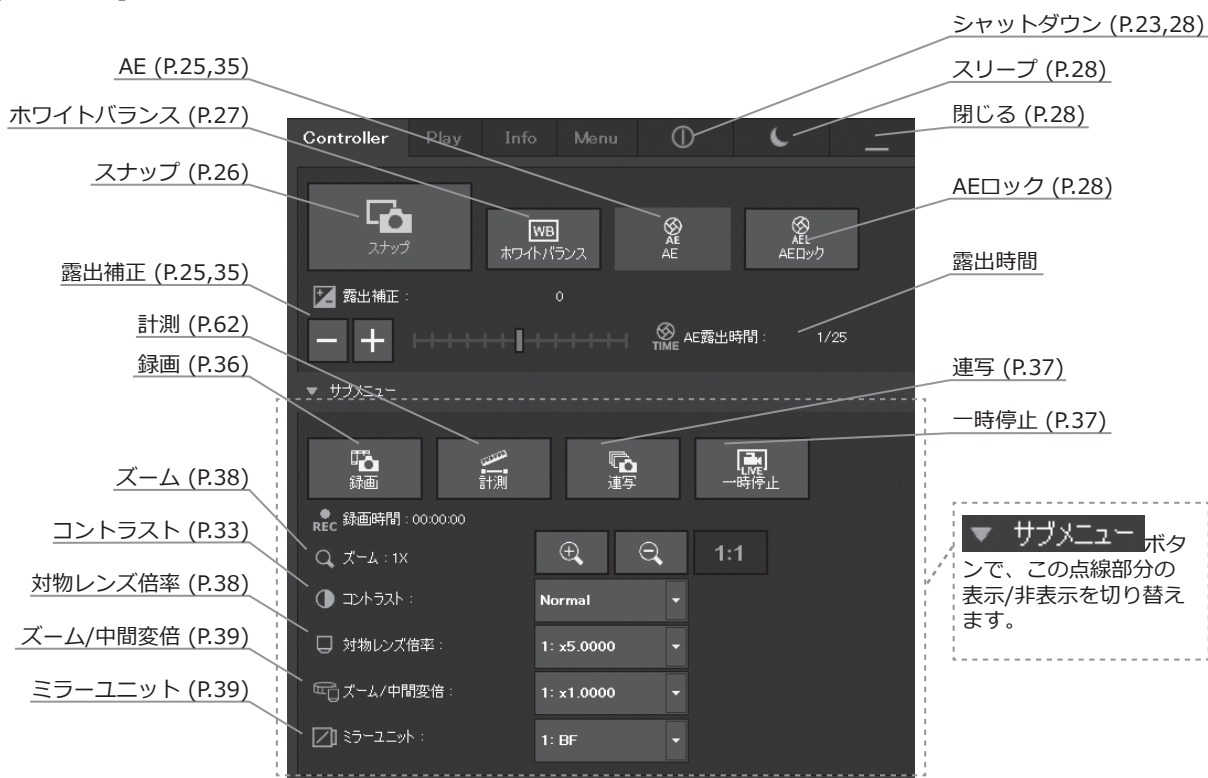 シャットダウン (P.23,28)
AE (P.25,35)
スリープ (P.28)
ホワイトバランス (P.27)
閉じる (P.28)
Controller Play Info Menu
スナップ (P.26)
AEロック (P.28)
WB
AE
AEL
スナップ
ホワイトバランス
AE
AEロック
露出補正 (P.25,35)
露出時間
露出補正 : 0
計測 (P.62)
TIME AE露出時間 : 1/25
録画 (P.36)
連写 (P.37)
▼ サブメニュー
一時停止 (P.37)
LIVE
録画
計測
連写
一時停止
ズーム (P.38)
REC 録画時間 : 00:00:00
コントラスト (P.33)
ズーム : 1X
1:1
対物レンズ倍率 (P.38)
コントラスト : Normal
ズーム/中間変倍 (P.39)
対物レンズ倍率 : 1: x5.0000
ミラーユニット (P.39)
ズーム/中間変倍 : 1: x1.0000
ミラーユニット : 1: BF
▼ サブメニュー ボタ
ンで、この点線部分の
表示/非表示を切り替え
ます。